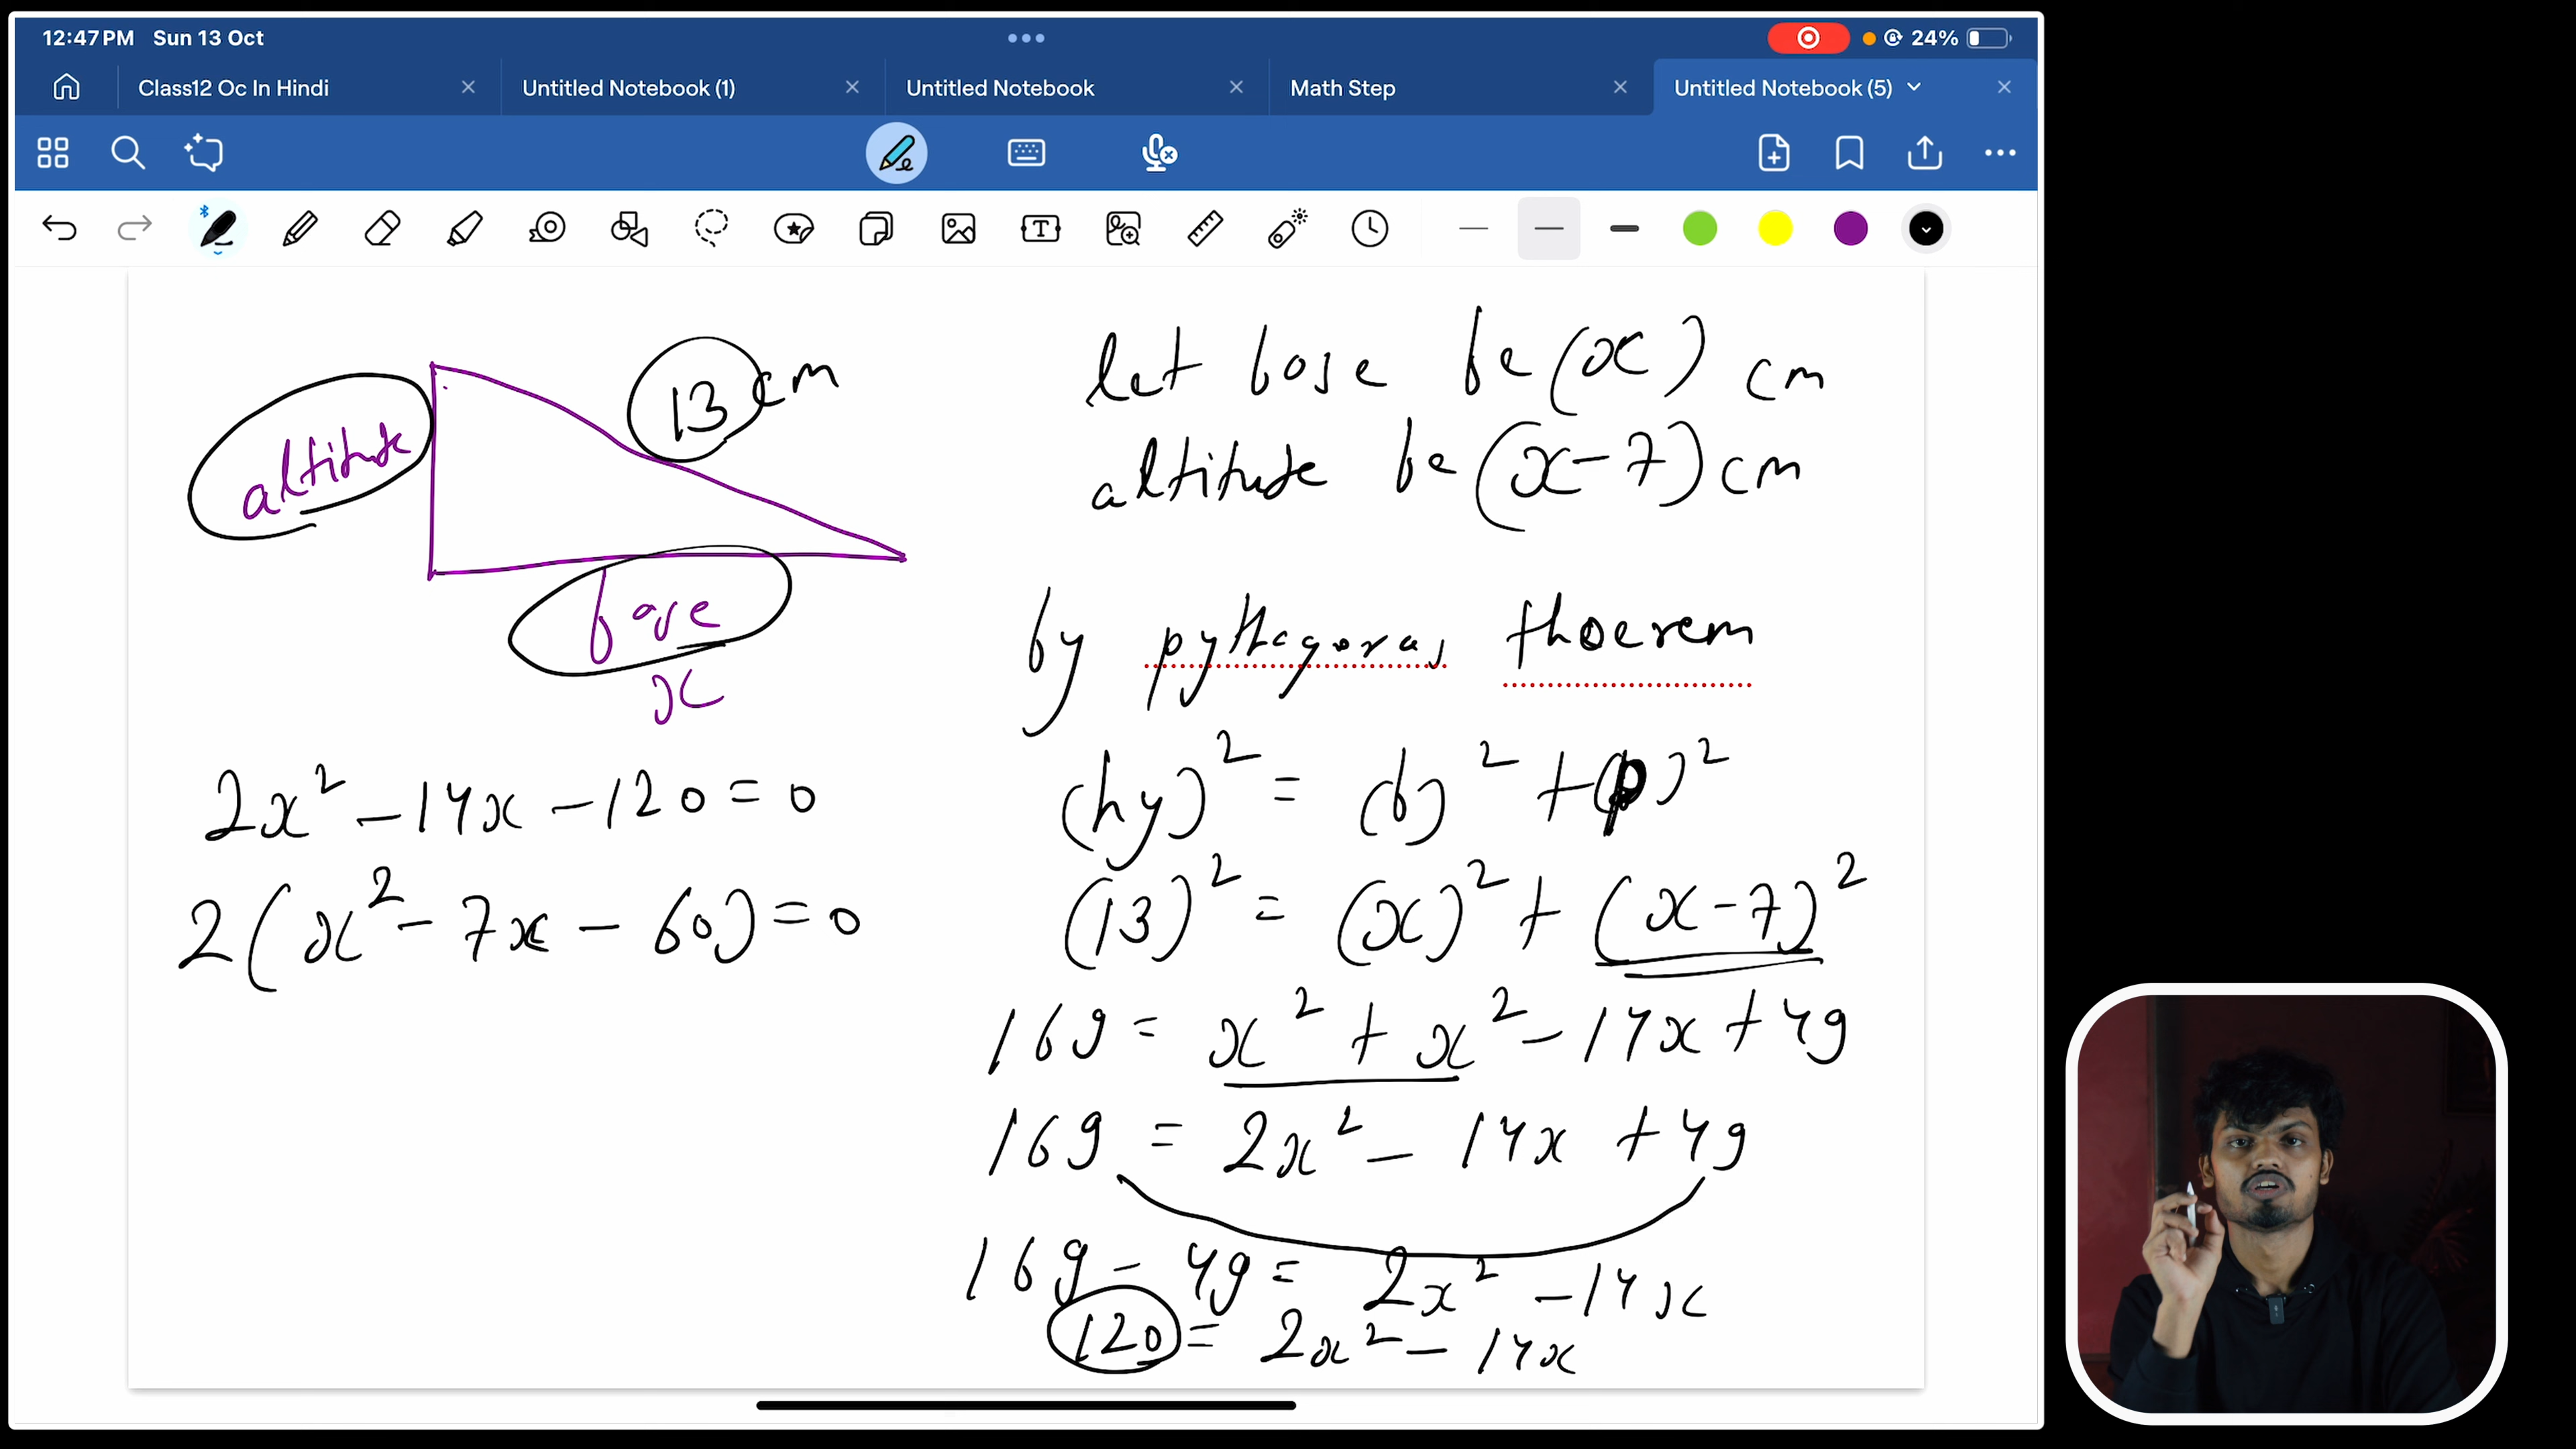 12:47 PM Sun 13 Oct
24%
Class12 Oc In Hindi
Untitled Notebook (1)
Untitled Notebook
Math Step
Untitled Notebook (5)
altitude
13 cm
base
x
2x² - 14x - 120 = 0
2(x² - 7x - 60) = 0
let base be (x) cm
altitude be (x-7) cm
by pythagoras thoerem
(hy)² = (b)² + (p)²
(13)² = (x)² + (x-7)²
169 = x² + x² - 14x + 49
169 = 2x² - 14x + 49
169 - 49 = 2x² - 14x
120 = 2x² - 14x